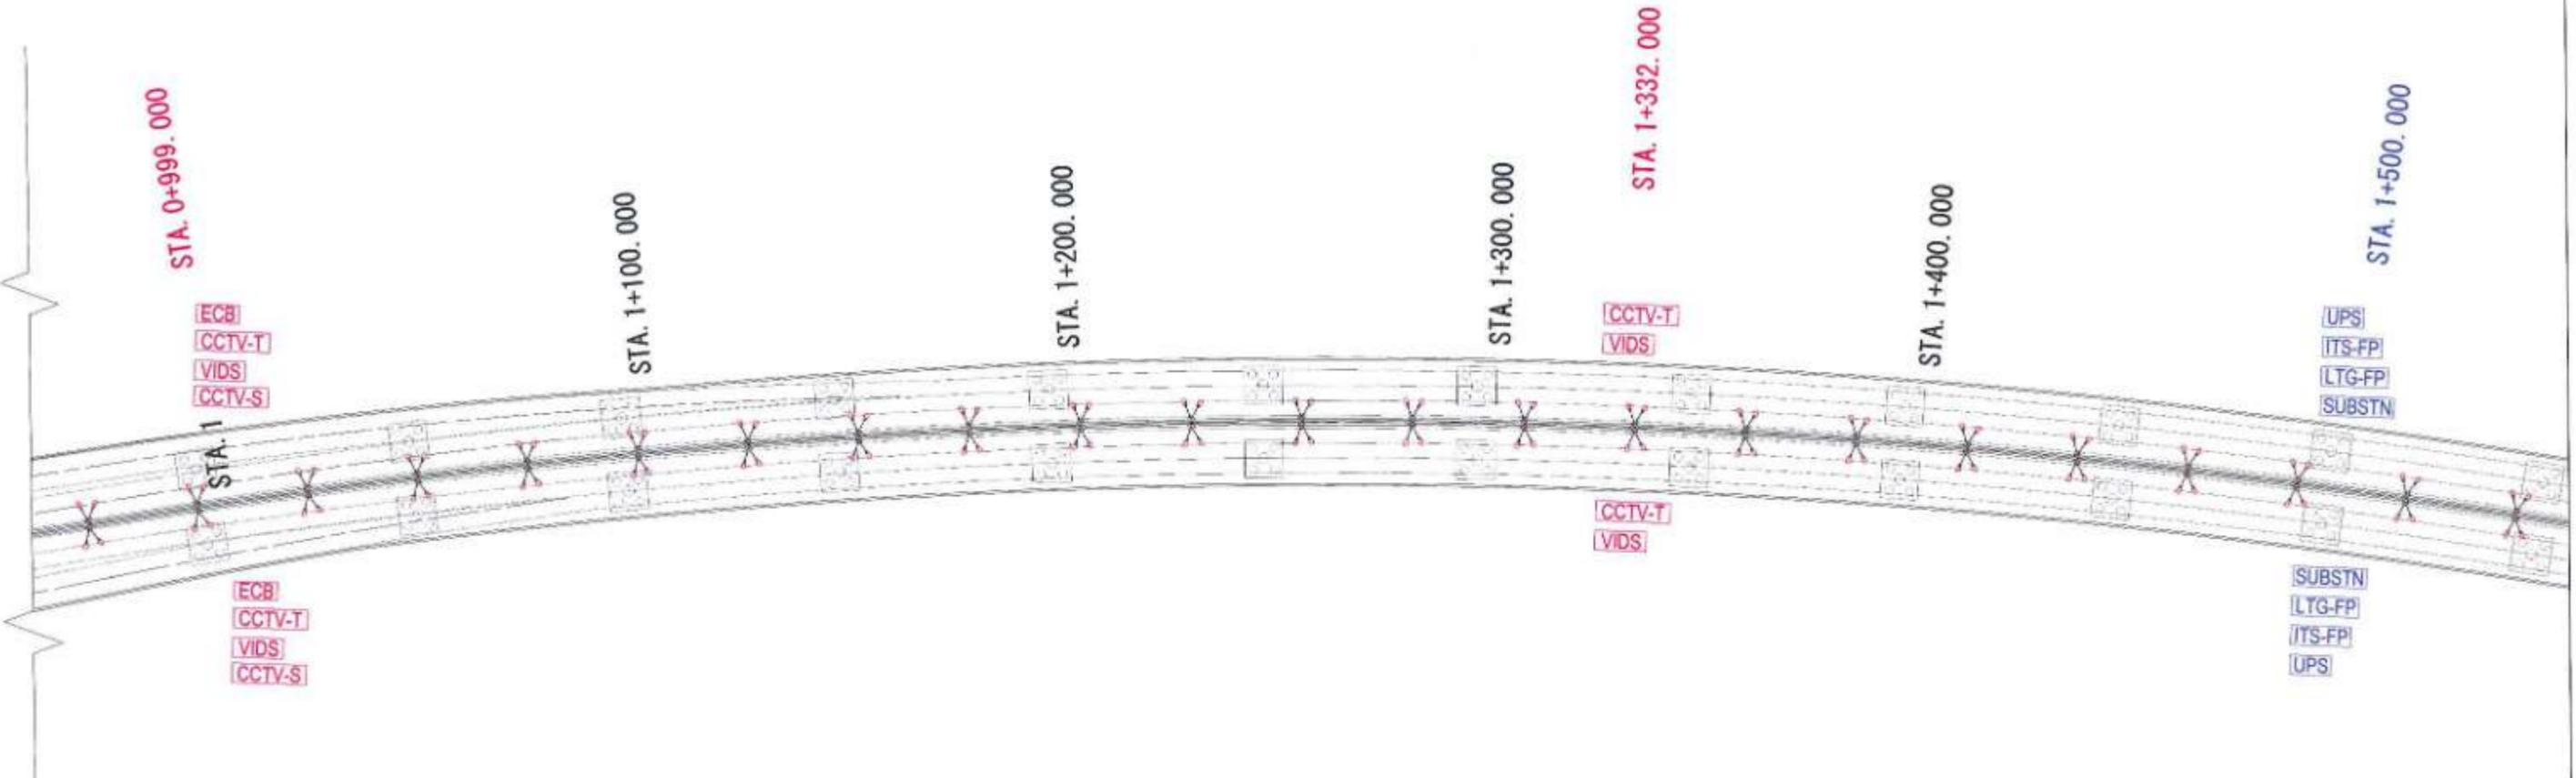 STA. 0+999. 000
STA. 1+100. 000
STA. 1+200. 000
STA. 1+300. 000
STA. 1+332. 000
STA. 1+400. 000
STA. 1+500. 000
ECB
CCTV-T
VIDS
CCTV-S
STA. 1
CCTV-T
VIDS
UPS
ITS-FP
LTG-FP
SUBSTN
ECB
CCTV-T
VIDS
CCTV-S
CCTV-T
VIDS
SUBSTN
LTG-FP
ITS-FP
UPS